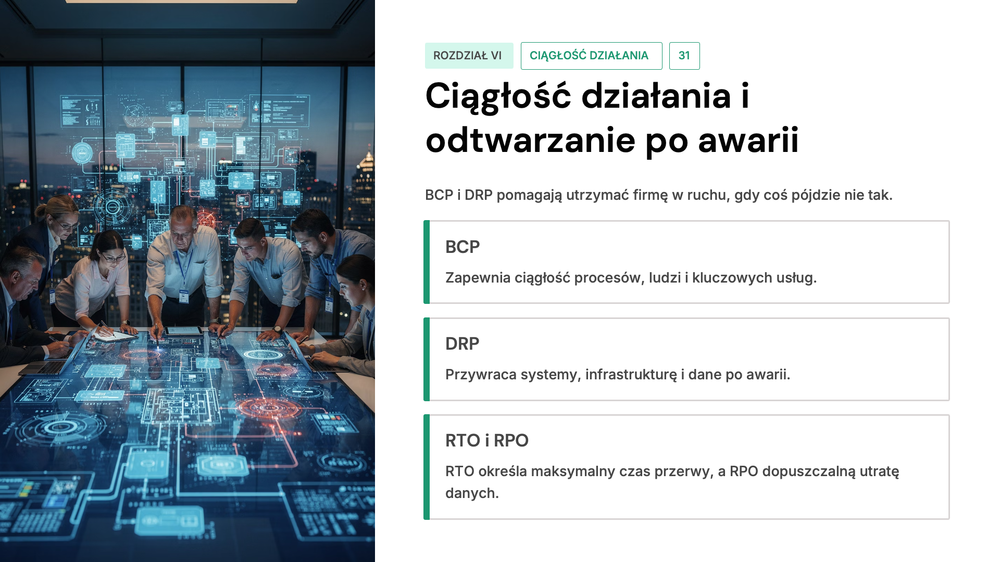 ROZDZIAŁ VI
CIĄGŁOŚĆ DZIAŁANIA
31
Ciągłość działania i
odtwarzanie po awarii
BCP i DRP pomagają utrzymać firmę w ruchu, gdy coś pójdzie nie tak.
BCP
Zapewnia ciągłość procesów, ludzi i kluczowych usług.
DRP
Przywraca systemy, infrastrukturę i dane po awarii.
RTO i RPO
RTO określa maksymalny czas przerwy, a RPO dopuszczalną utratę
danych.